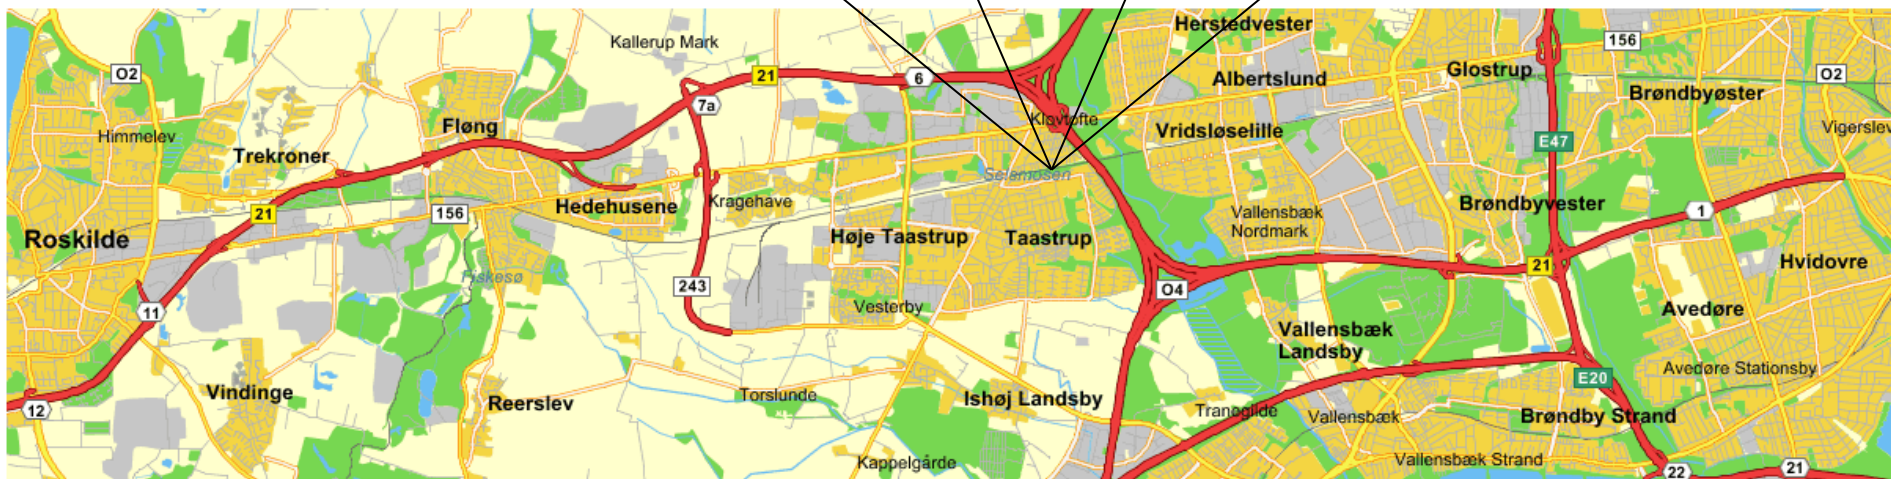 Herstedvester
Kallerup Mark
156
O2
21
6
Albertslund
Glostrup
O2
Brøndbyøster
7a
Himmelev
Fløng
Kløvtofte
Vridsløselille
Vigerslev
E47
Trekroner
Selsmosen
21
156
Hedehusene
Kragehave
Vallensbæk
Nordmark
Brøndbyvester
1
Roskilde
Høje Taastrup
Taastrup
Fiskesø
243
O4
21
Hvidovre
11
Vesterby
Vallensbæk
Landsby
Avedøre
Avedøre Stationsby
E20
12
Vindinge
Reerslev
Torslunde
Ishøj Landsby
Tranegilde
Vallensbæk
Brøndby Strand
Kappelgårde
Vallensbæk Strand
22
21